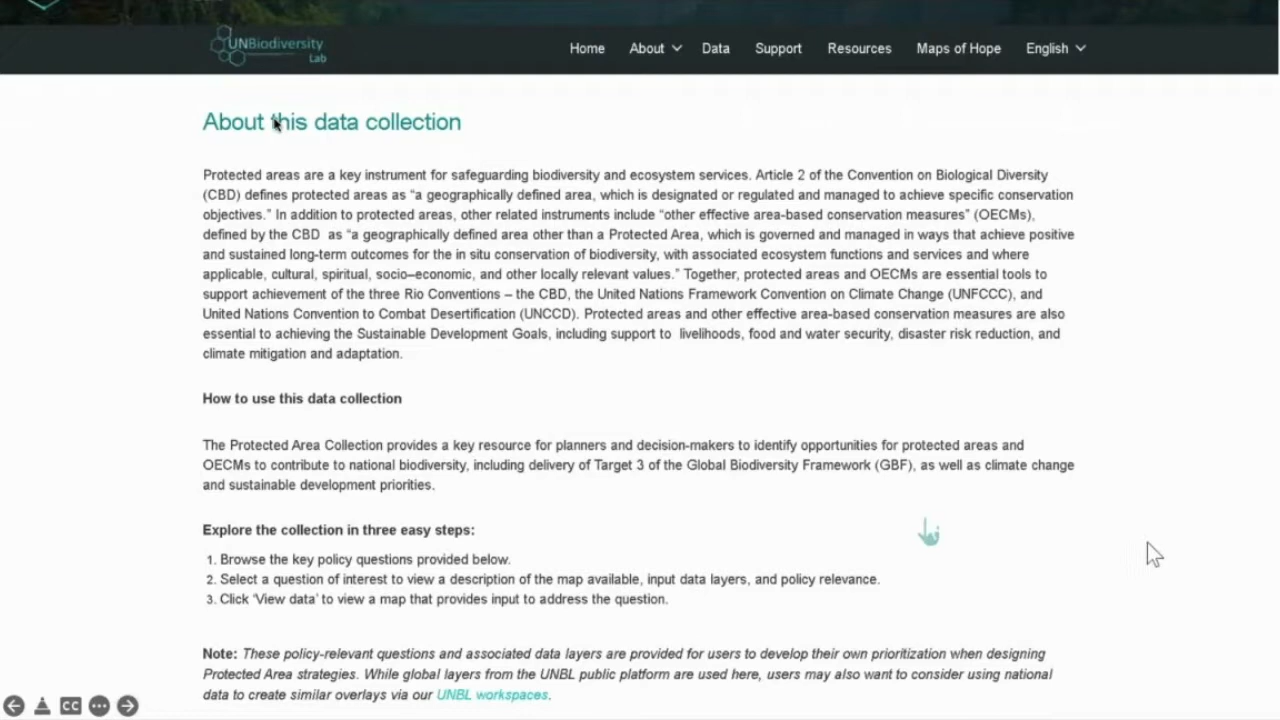 UNBiodiversity
Lab
Home About Data Support Resources Maps of Hope English
About this data collection
Protected areas are a key instrument for safeguarding biodiversity and ecosystem services. Article 2 of the Convention on Biological Diversity
(CBD) defines protected areas as “a geographically defined area, which is designated or regulated and managed to achieve specific conservation
objectives.” In addition to protected areas, other related instruments include “other effective area-based conservation measures” (OECMs),
defined by the CBD as “a geographically defined area other than a Protected Area, which is governed and managed in ways that achieve positive
and sustained long-term outcomes for the in situ conservation of biodiversity, with associated ecosystem functions and services and where
applicable, cultural, spiritual, socio–economic, and other locally relevant values.” Together, protected areas and OECMs are essential tools to
support achievement of the three Rio Conventions – the CBD, the United Nations Framework Convention on Climate Change (UNFCCC), and
United Nations Convention to Combat Desertification (UNCCD). Protected areas and other effective area-based conservation measures are also
essential to achieving the Sustainable Development Goals, including support to livelihoods, food and water security, disaster risk reduction, and
climate mitigation and adaptation.
How to use this data collection
The Protected Area Collection provides a key resource for planners and decision-makers to identify opportunities for protected areas and
OECMs to contribute to national biodiversity, including delivery of Target 3 of the Global Biodiversity Framework (GBF), as well as climate change
and sustainable development priorities.
Explore the collection in three easy steps:
1. Browse the key policy questions provided below.
2. Select a question of interest to view a description of the map available, input data layers, and policy relevance.
3. Click ‘View data’ to view a map that provides input to address the question.
Note: These policy-relevant questions and associated data layers are provided for users to develop their own prioritization when designing
Protected Area strategies. While global layers from the UNBL public platform are used here, users may also want to consider using national
data to create similar overlays via our UNBL workspaces.
CC